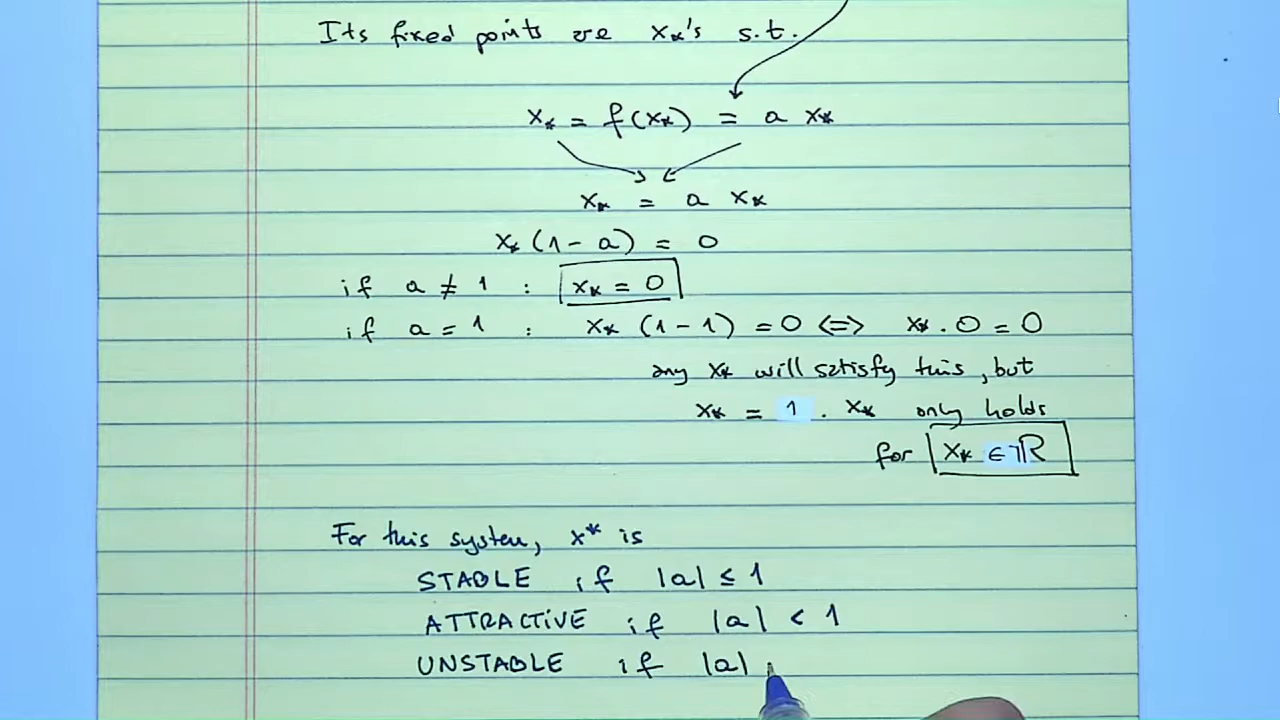 Its fixed points are x*'s s.t.
x* = f(x*) = a x*
x* = a x*
x* (1 - a) = 0
if a ≠ 1 : x* = 0
if a = 1 : x* (1 - 1) = 0 <=> x* . 0 = 0
any x* will satisfy this, but
x* = 1 . x* only holds
for x* ∈ ℝ
For this system, x* is
STABLE if |a| ≤ 1
ATTRACTIVE if |a| < 1
UNSTABLE if |a|